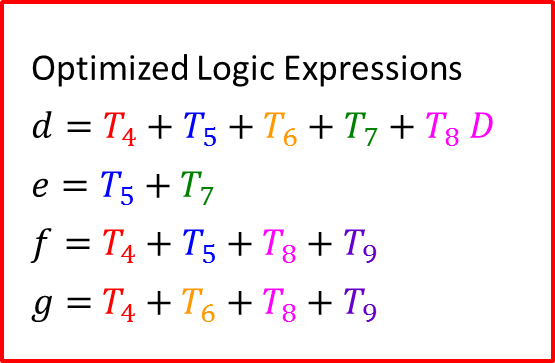 Optimized Logic Expressions
d = T₄ + T₅ + T₆ + T₇ + T₈ D
e = T₅ + T₇
f = T₄ + T₅ + T₈ + T₉
g = T₄ + T₆ + T₈ + T₉